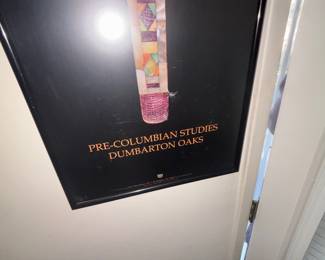 PRE-COLUMBIAN STUDIES
DUMBARTON OAKS